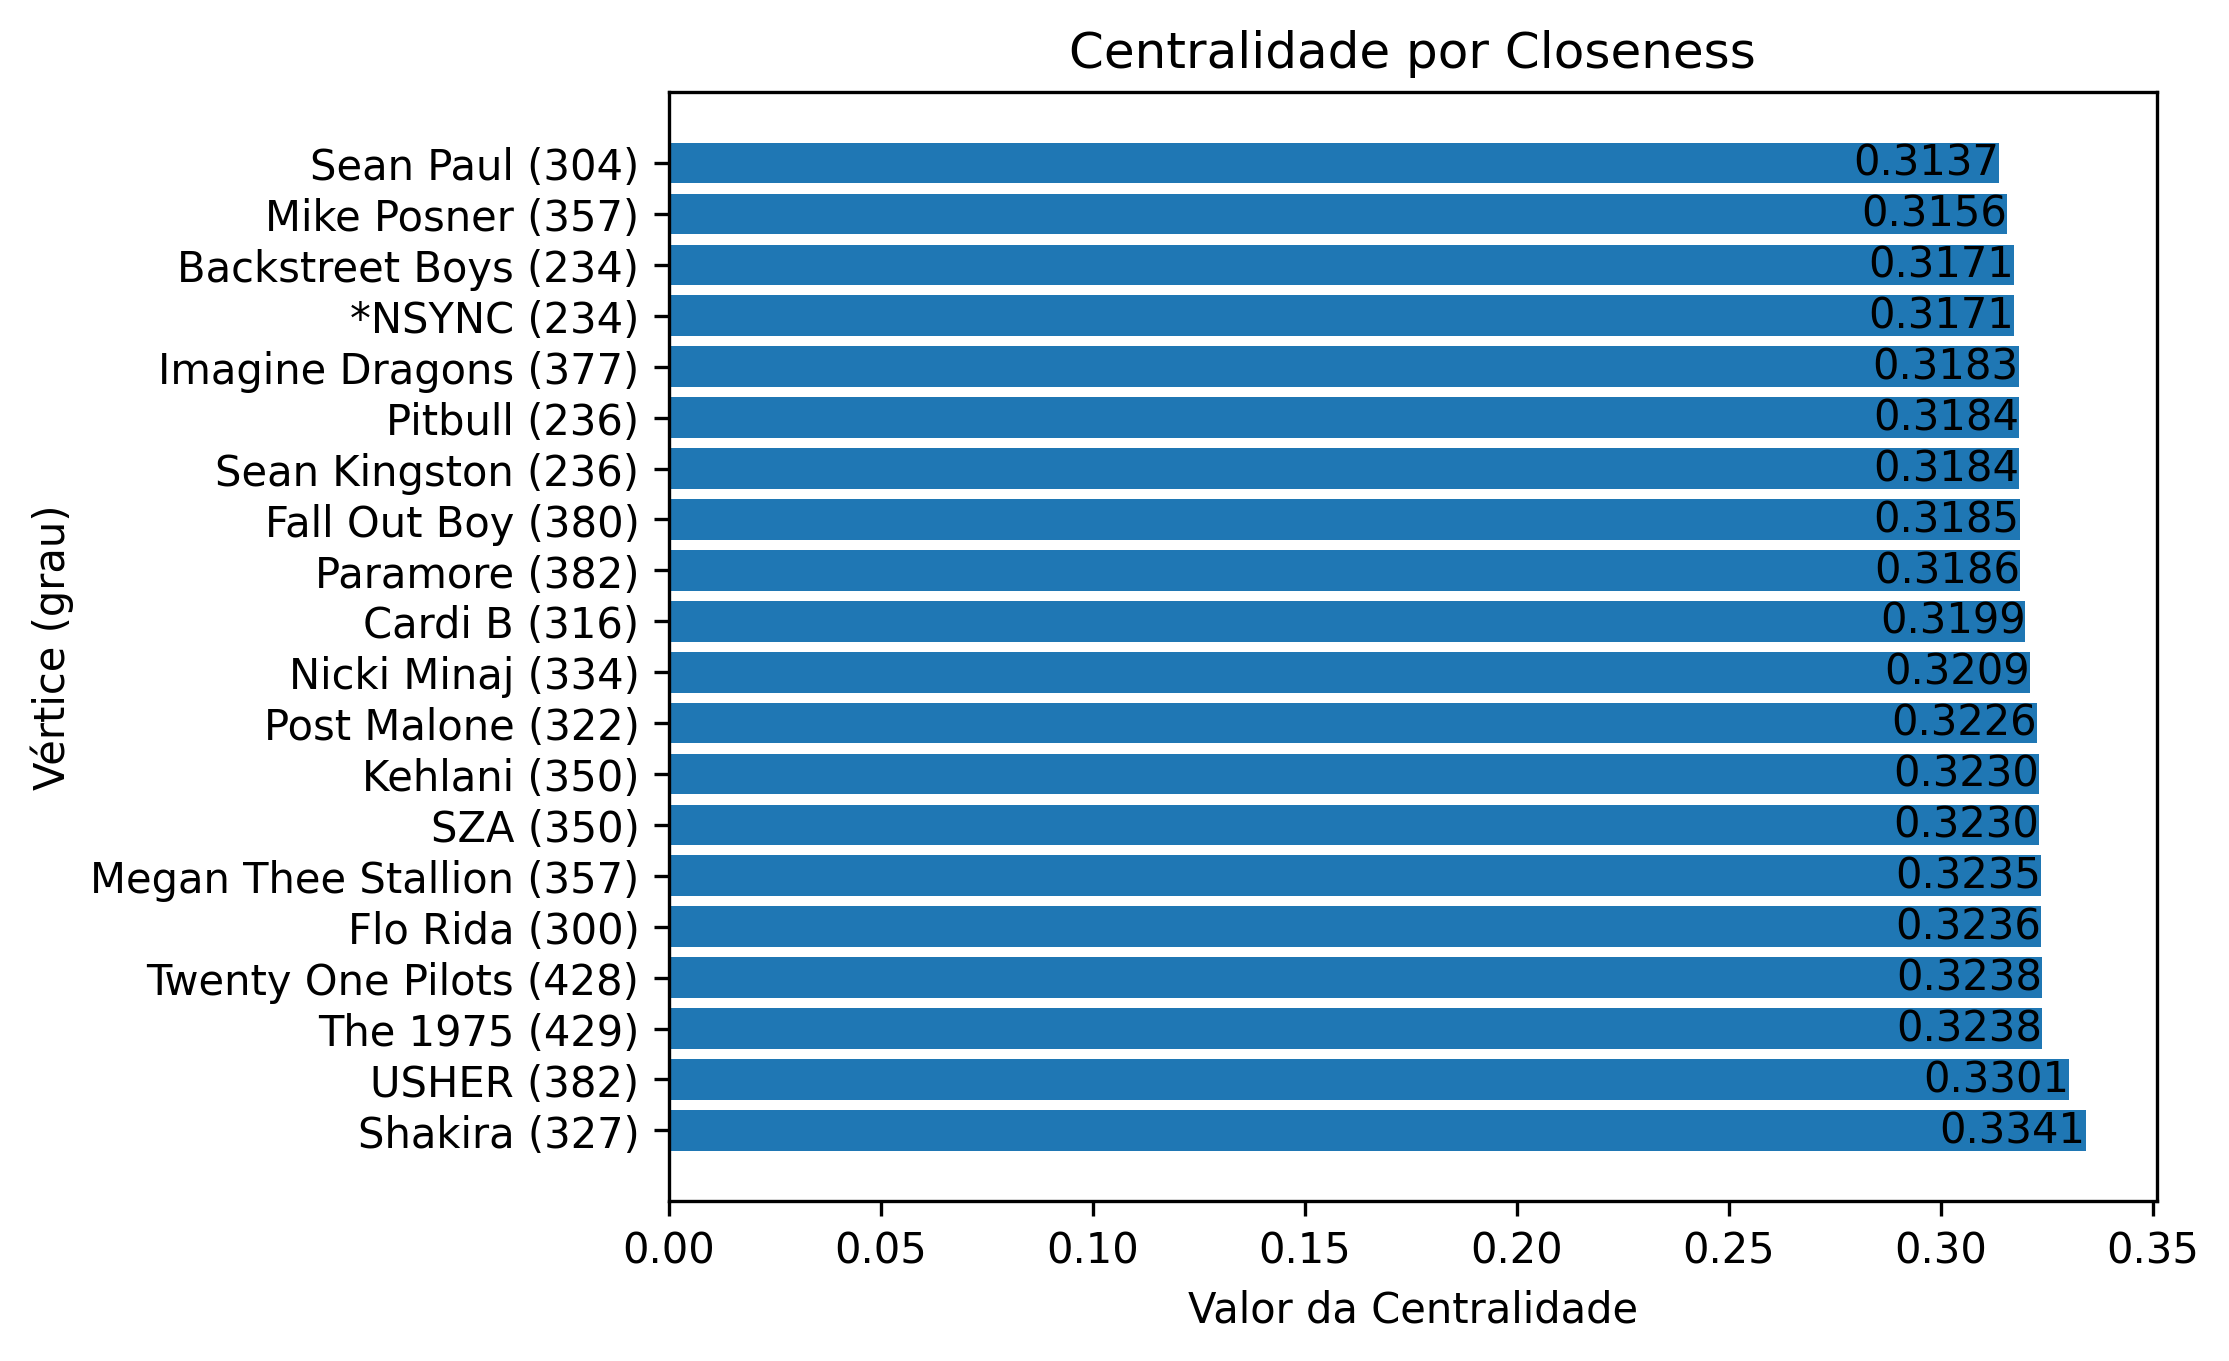 Centralidade por Closeness
Vértice (grau)
Sean Paul (304) 0.3137
Mike Posner (357) 0.3156
Backstreet Boys (234) 0.3171
*NSYNC (234) 0.3171
Imagine Dragons (377) 0.3183
Pitbull (236) 0.3184
Sean Kingston (236) 0.3184
Fall Out Boy (380) 0.3185
Paramore (382) 0.3186
Cardi B (316) 0.3199
Nicki Minaj (334) 0.3209
Post Malone (322) 0.3226
Kehlani (350) 0.3230
SZA (350) 0.3230
Megan Thee Stallion (357) 0.3235
Flo Rida (300) 0.3236
Twenty One Pilots (428) 0.3238
The 1975 (429) 0.3238
USHER (382) 0.3301
Shakira (327) 0.3341
0.00 0.05 0.10 0.15 0.20 0.25 0.30 0.35
Valor da Centralidade